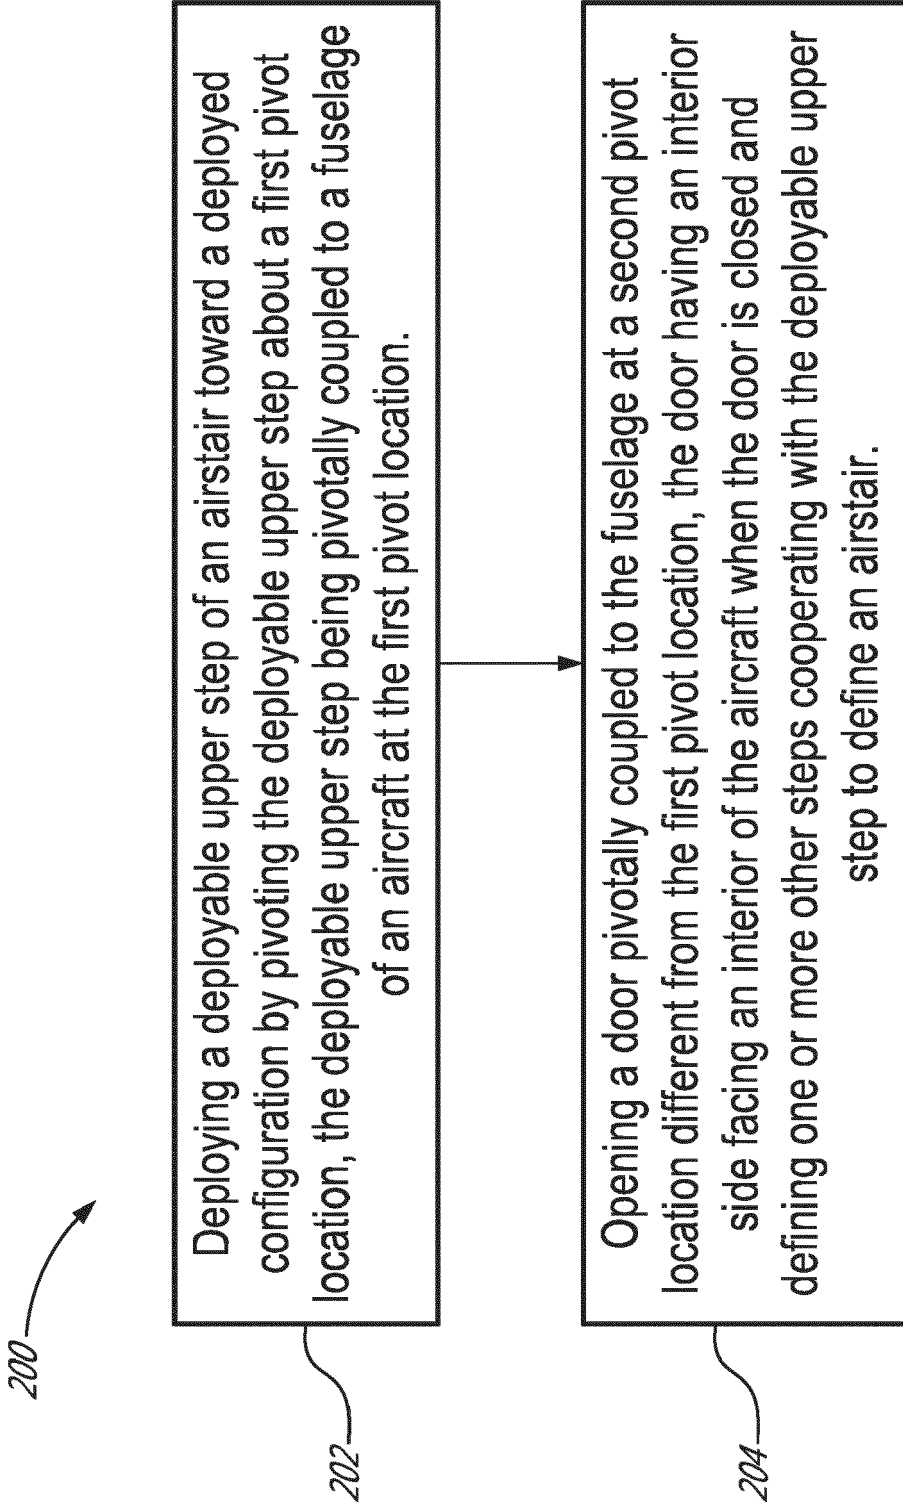 200
202
Deploying a deployable upper step of an airstair toward a deployed
configuration by pivoting the deployable upper step about a first pivot
location, the deployable upper step being pivotally coupled to a fuselage
of an aircraft at the first pivot location.
204
Opening a door pivotally coupled to the fuselage at a second pivot
location different from the first pivot location, the door having an interior
side facing an interior of the aircraft when the door is closed and
defining one or more other steps cooperating with the deployable upper
step to define an airstair.